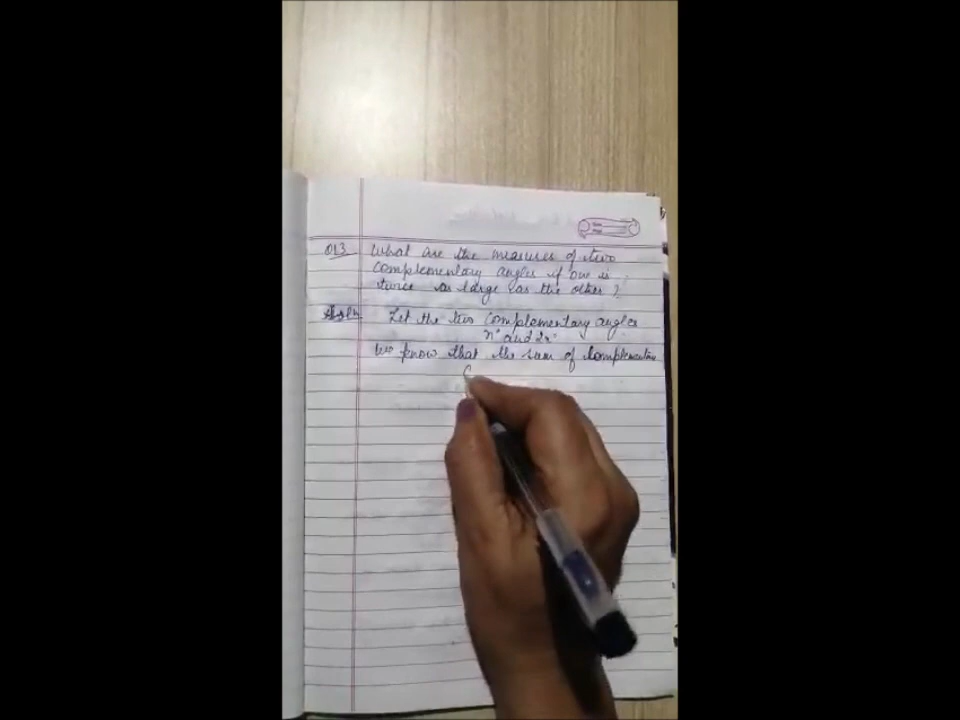 Q13 What are the measures of two
complementary angles if one is
twice as large as the other ?
Let the two complementary angles
x° and 2x°
We know that the sum of complementary